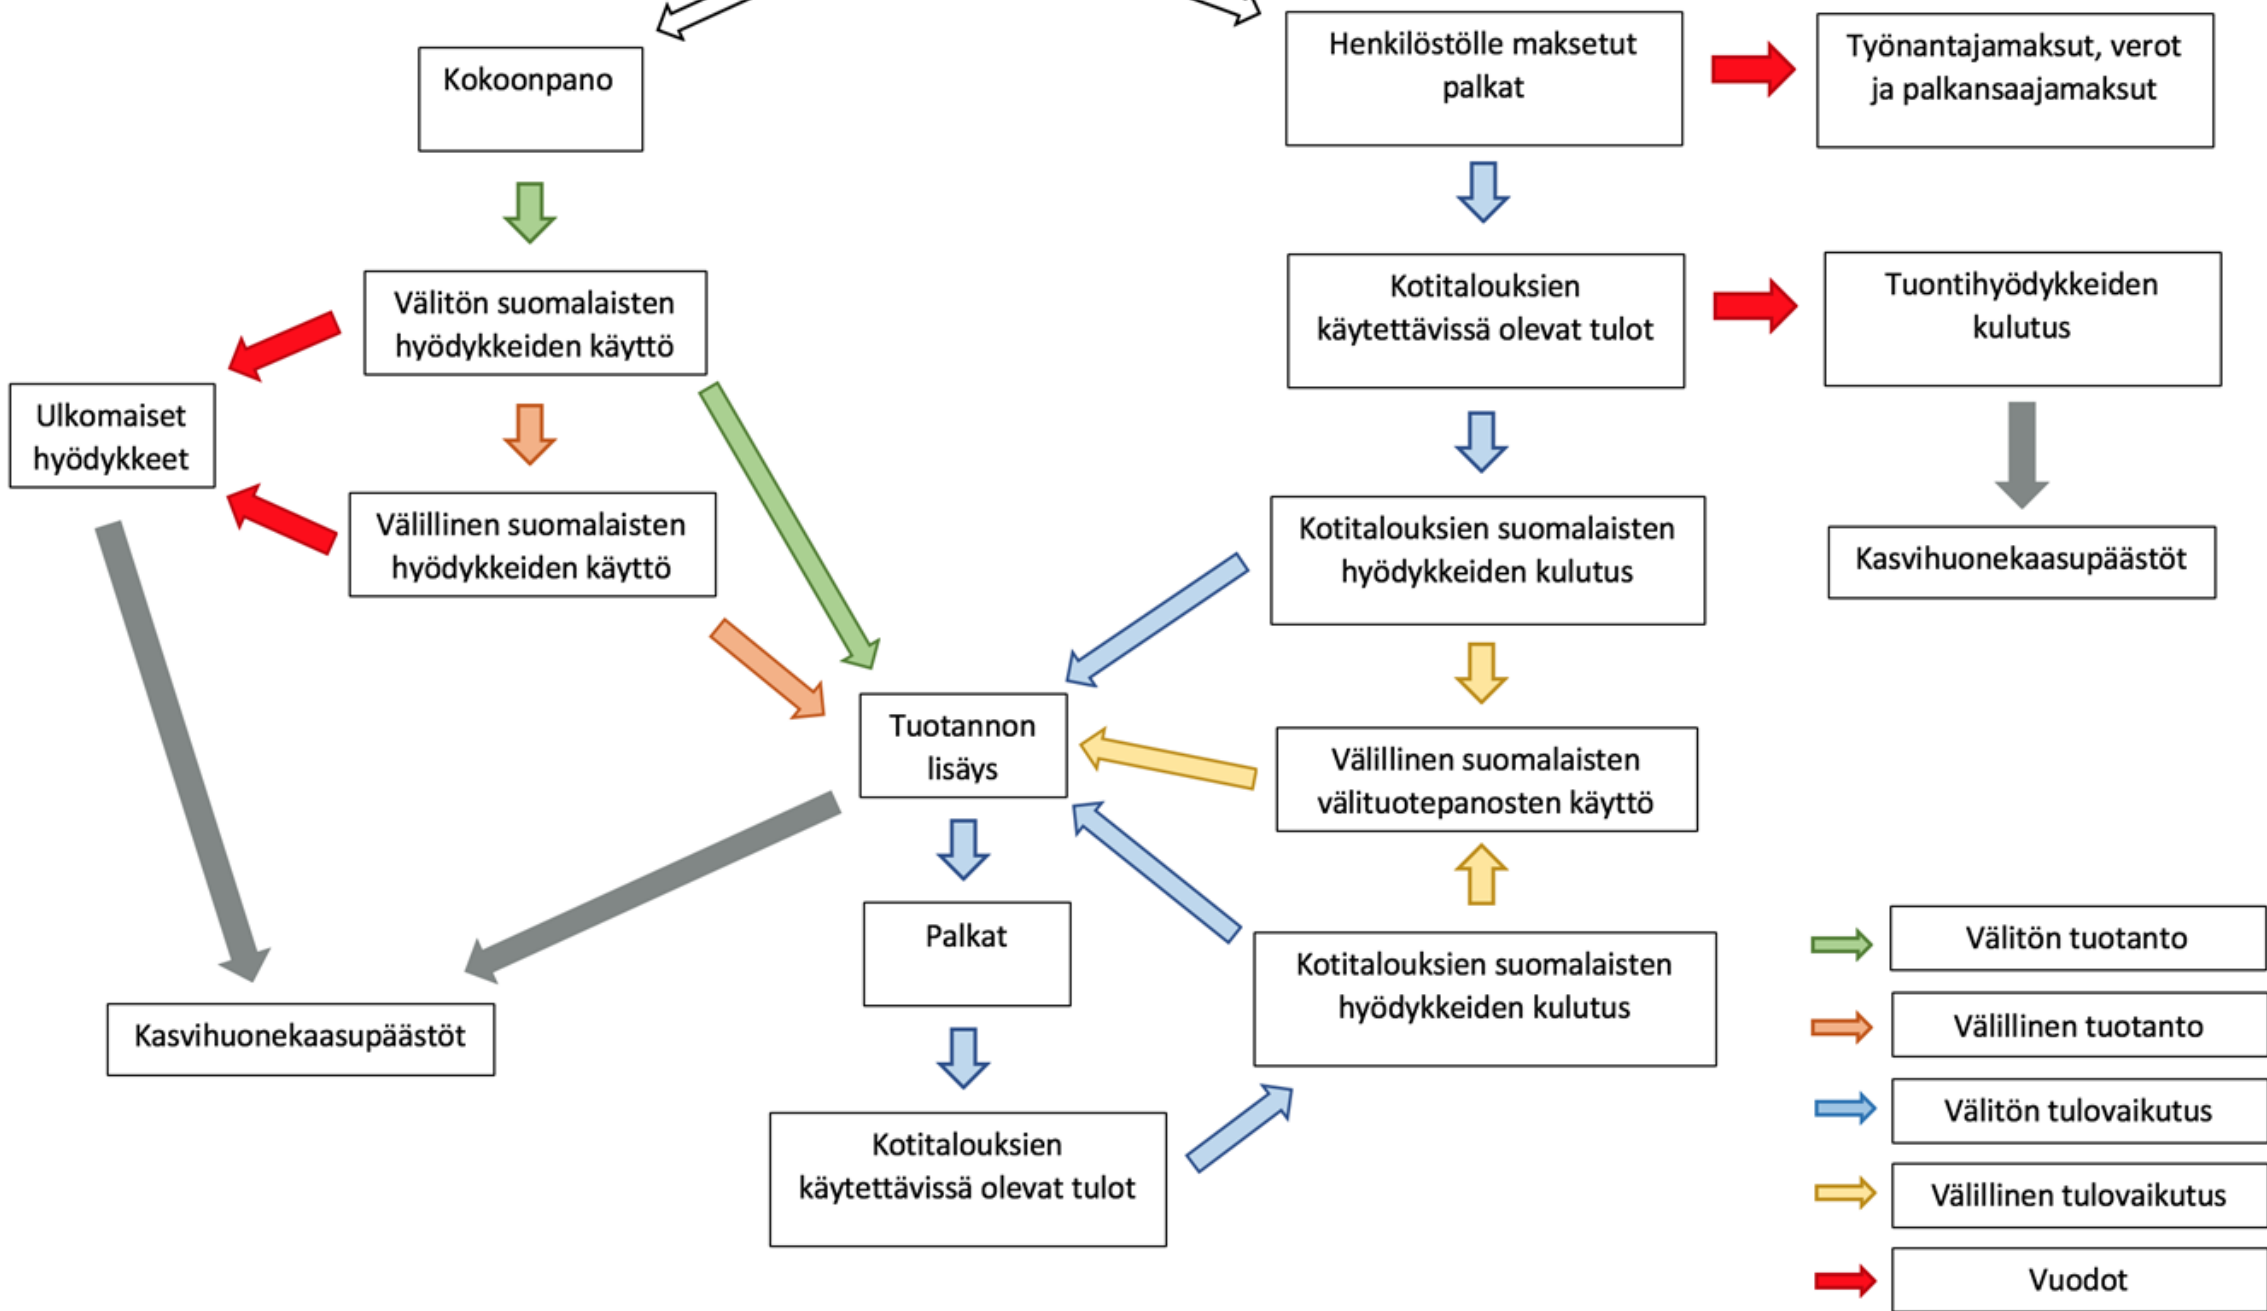 Kokoonpano
Henkilöstölle maksetut
palkat
Työnantajamaksut, verot
ja palkansaajamaksut
Välitön suomalaisten
hyödykkeiden käyttö
Kotitalouksien
käytettävissä olevat tulot
Tuontihyödykkeiden
kulutus
Ulkomaiset
hyödykkeet
Välillinen suomalaisten
hyödykkeiden käyttö
Kotitalouksien suomalaisten
hyödykkeiden kulutus
Kasvihuonekaasupäästöt
Tuotannon
lisäys
Välillinen suomalaisten
välituotepanosten käyttö
Palkat
Kotitalouksien suomalaisten
hyödykkeiden kulutus
Kasvihuonekaasupäästöt
Kotitalouksien
käytettävissä olevat tulot
Välitön tuotanto
Välillinen tuotanto
Välitön tulovaikutus
Välillinen tulovaikutus
Vuodot